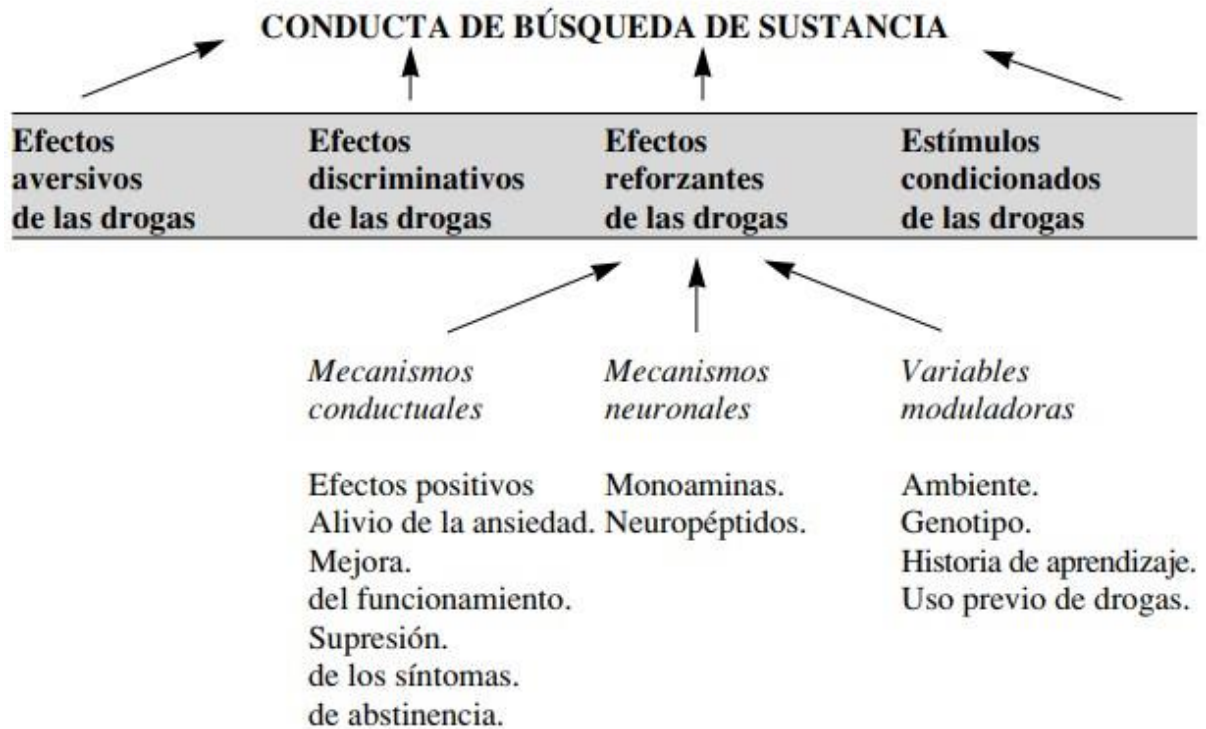 CONDUCTA DE BÚSQUEDA DE SUSTANCIA
Efectos
aversivos
de las drogas
Efectos
discriminativos
de las drogas
Efectos
reforzantes
de las drogas
Estímulos
condicionados
de las drogas
Mecanismos
conductuales
Efectos positivos
Alivio de la ansiedad.
Mejora.
del funcionamiento.
Supresión.
de los síntomas.
de abstinencia.
Mecanismos
neuronales
Monoaminas.
Neuropéptidos.
Variables
moduladoras
Ambiente.
Genotipo.
Historia de aprendizaje.
Uso previo de drogas.